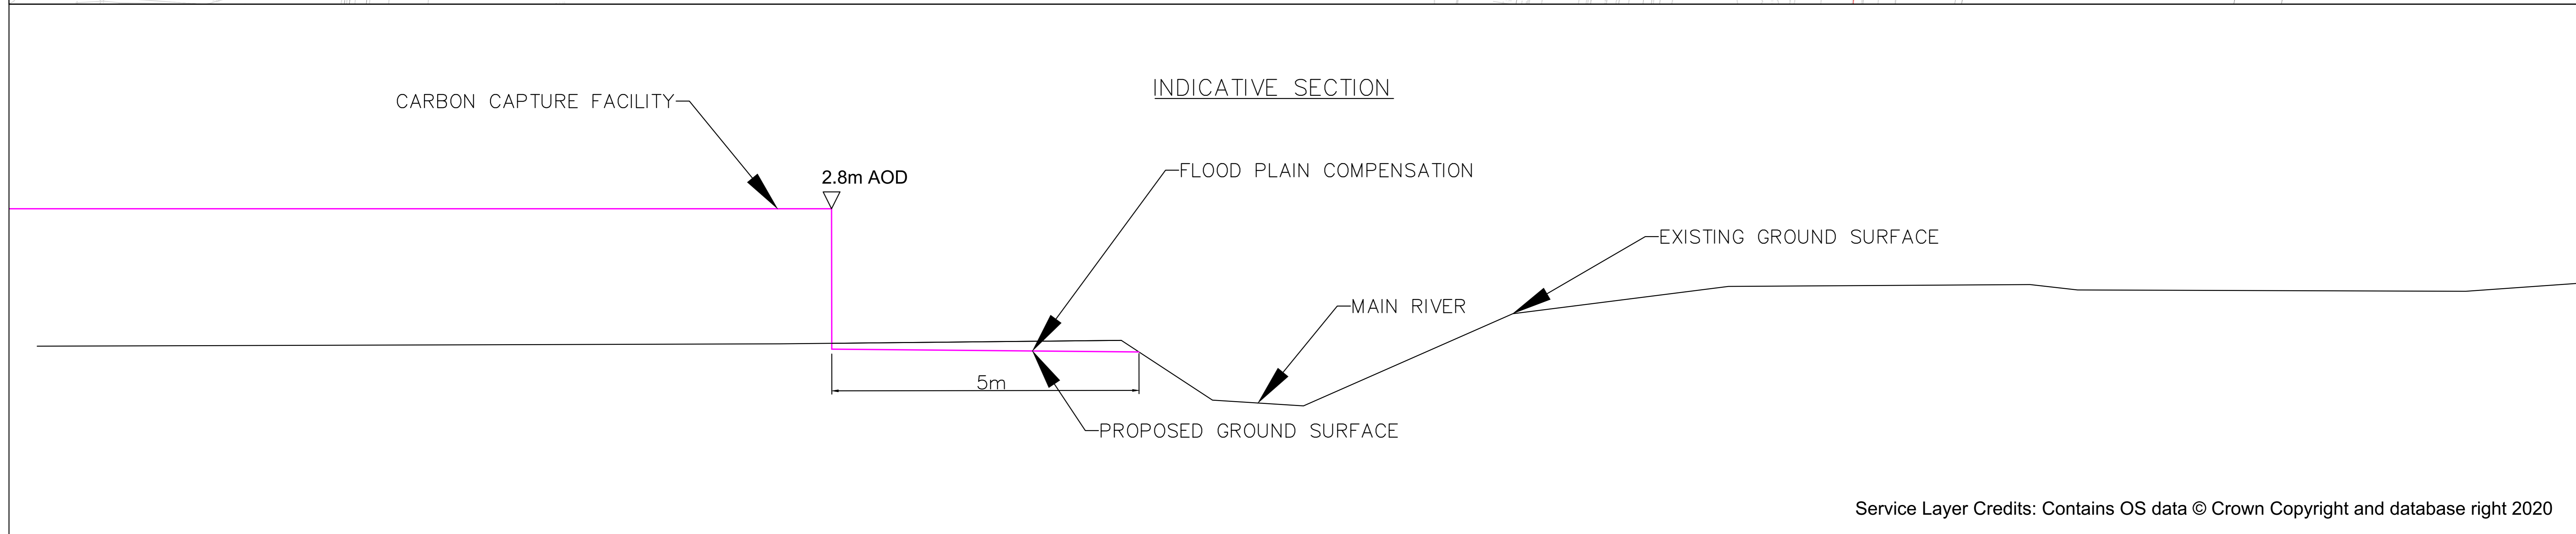 INDICATIVE SECTION
CARBON CAPTURE FACILITY
2.8m AOD
FLOOD PLAIN COMPENSATION
EXISTING GROUND SURFACE
MAIN RIVER
5m
PROPOSED GROUND SURFACE
Service Layer Credits: Contains OS data © Crown Copyright and database right 2020